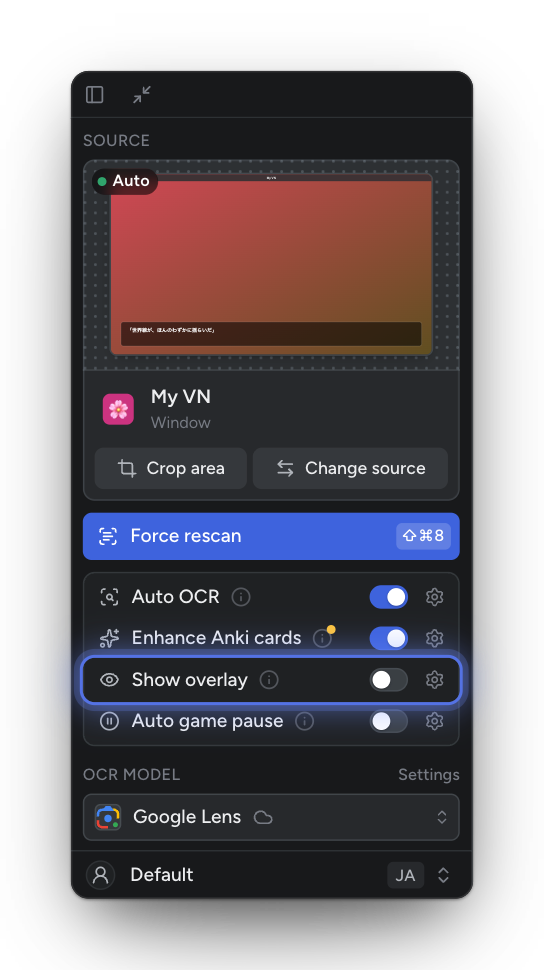 SOURCE
Auto
My VN
「世界線が、ほんのわずかに揺らいだ」
My VN
Window
Crop area
Change source
Force rescan
⇧⌘8
Auto OCR
Enhance Anki cards
Show overlay
Auto game pause
OCR MODEL
Settings
Google Lens
Default
JA